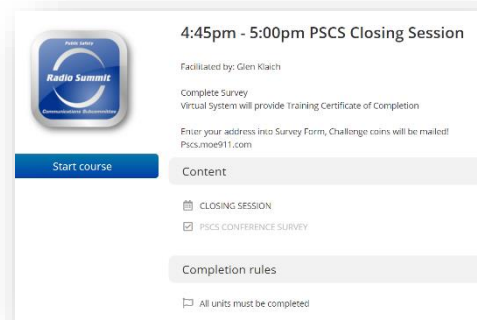 4:45pm - 5:00pm PSCS Closing Session
Public Safety
Radio Summit
Communications Subcommittee
Facilitated by: Glen Klaich
Complete Survey
Virtual System will provide Training Certificate of Completion
Enter your address into Survey Form, Challenge coins will be mailed!
Pscs.moe911.com
Start course
Content
CLOSING SESSION
PSCS CONFERENCE SURVEY
Completion rules
All units must be completed